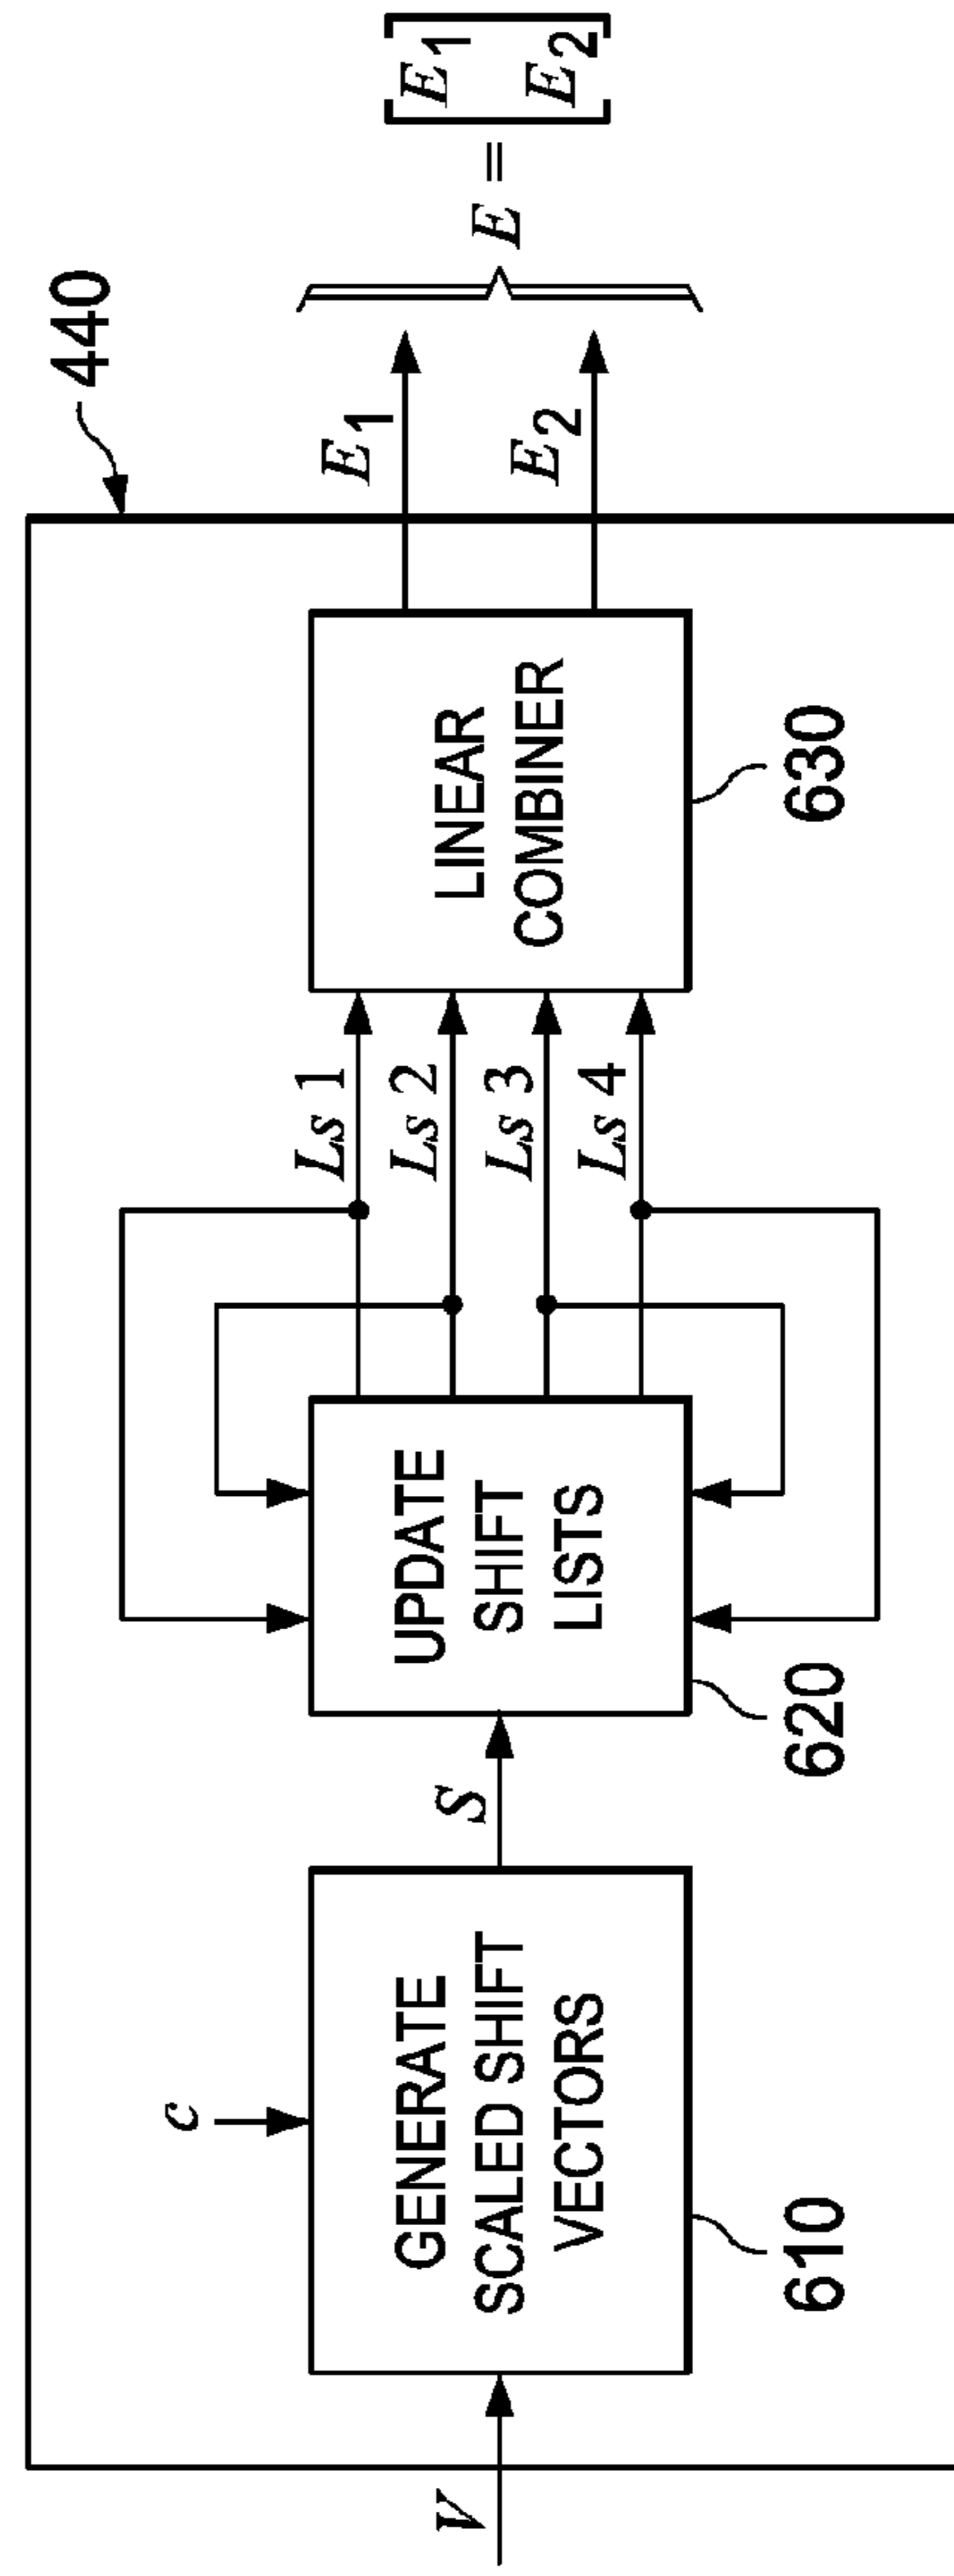 440
V
c
GENERATE
SCALED SHIFT
VECTORS
610
S
UPDATE
SHIFT
LISTS
620
Ls 1
Ls 2
Ls 3
Ls 4
LINEAR
COMBINER
630
E1
E2
E = [E1
E2]